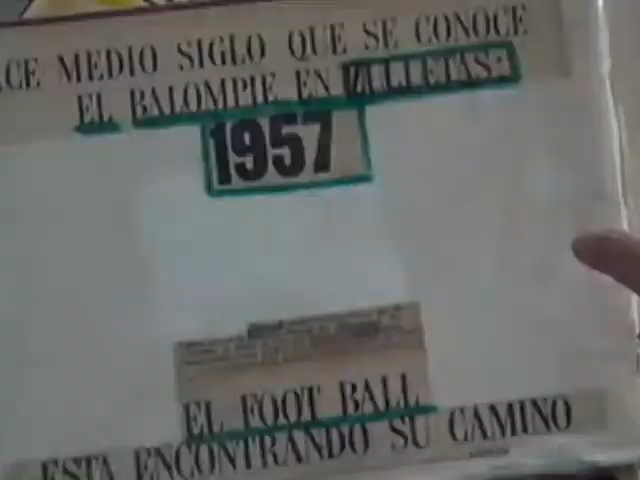 CE MEDIO SIGLO QUE SE CONOCE
EL BALOMPIE EN
1957
EL FOOT BALL
ESTA ENCONTRANDO SU CAMINO